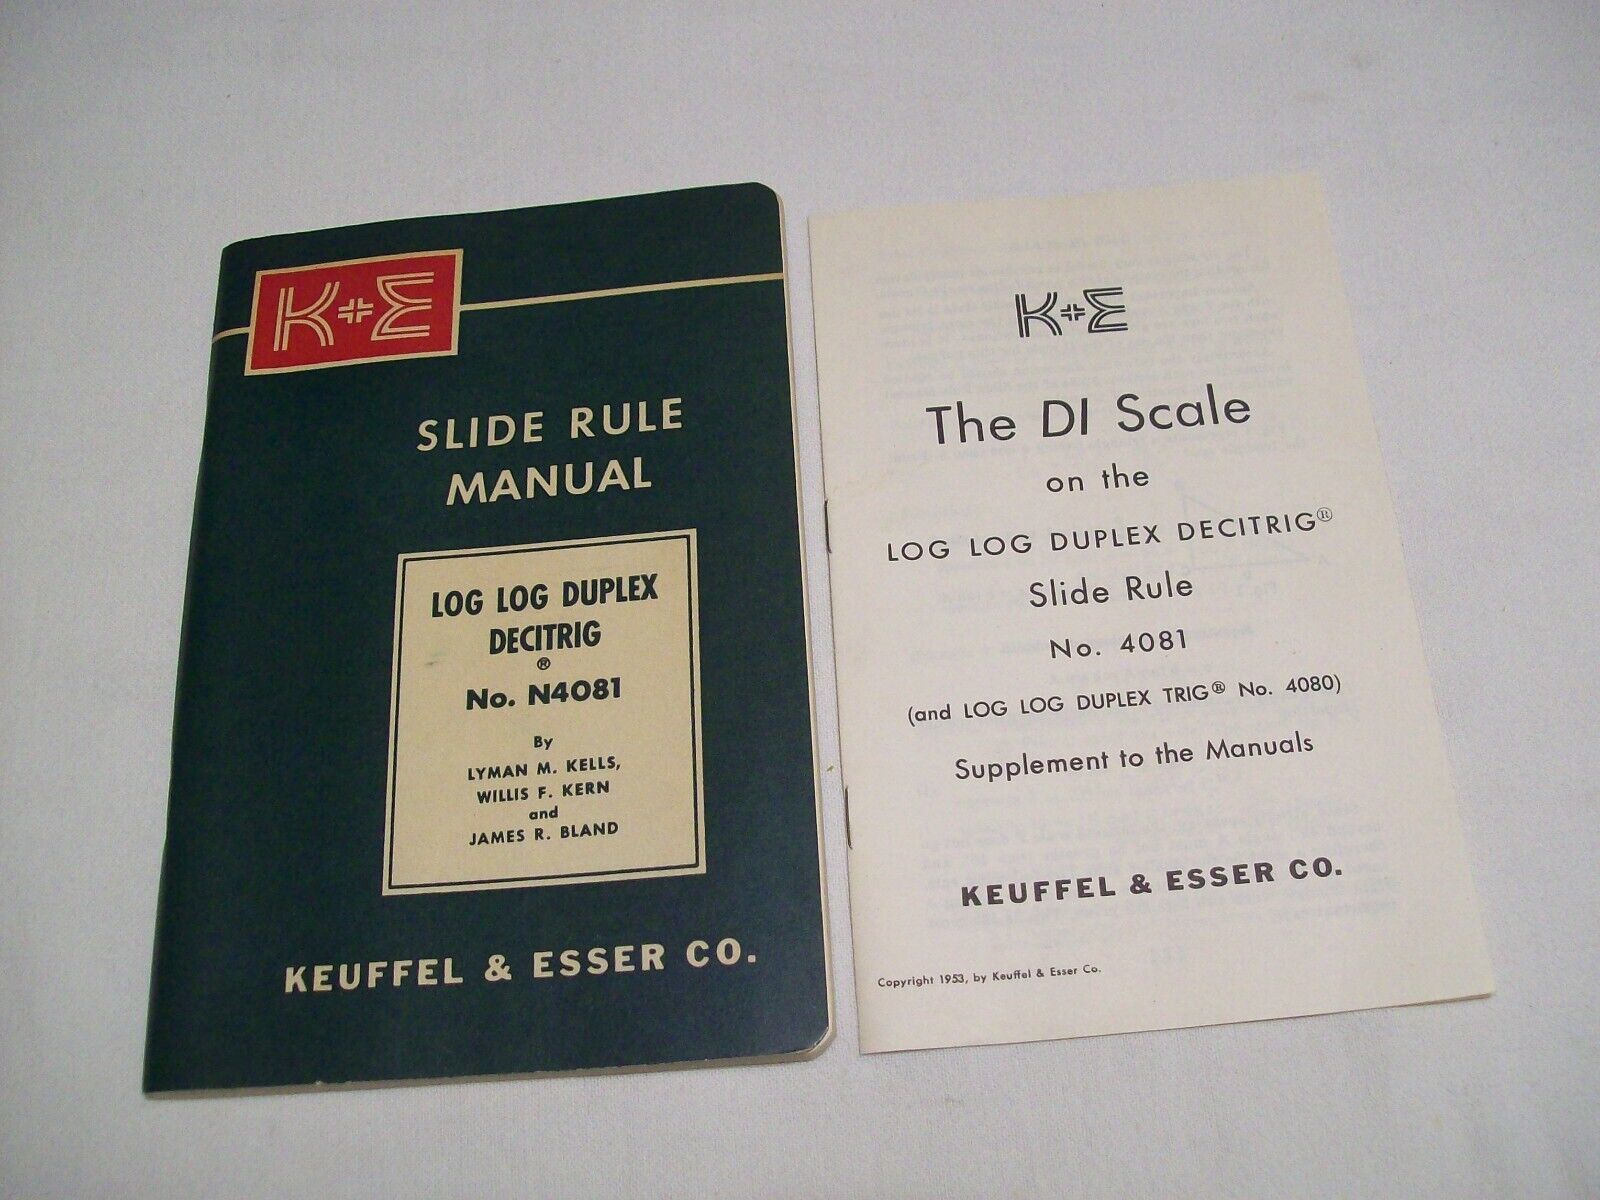 K+E
SLIDE RULE
MANUAL
LOG LOG DUPLEX
DECITRIG
®
No. N4081
By
LYMAN M. KELLS,
WILLIS F. KERN
and
JAMES R. BLAND
KEUFFEL & ESSER CO.
K+E
The DI Scale
on the
LOG LOG DUPLEX DECITRIG®
Slide Rule
No. 4081
(and LOG LOG DUPLEX TRIG® No. 4080)
Supplement to the Manuals
KEUFFEL & ESSER CO.
Copyright 1953, by Keuffel & Esser Co.